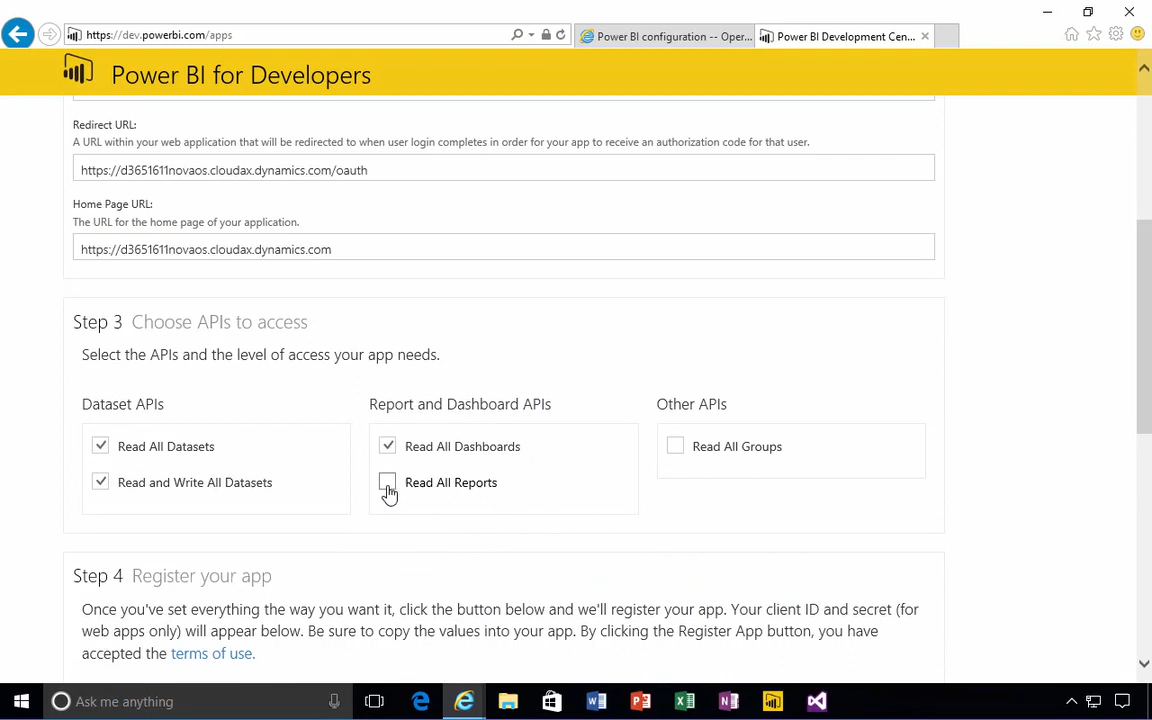 https://dev.powerbi.com/apps
Power BI configuration -- Oper...
Power BI Development Cen...
Power BI for Developers
Redirect URL:
A URL within your web application that will be redirected to when user login completes in order for your app to receive an authorization code for that user.
https://d3651611novaos.cloudax.dynamics.com/oauth
Home Page URL:
The URL for the home page of your application.
https://d3651611novaos.cloudax.dynamics.com
Step 3 Choose APIs to access
Select the APIs and the level of access your app needs.
Dataset APIs
Report and Dashboard APIs
Other APIs
Read All Datasets
Read All Dashboards
Read All Groups
Read and Write All Datasets
Read All Reports
Step 4 Register your app
Once you've set everything the way you want it, click the button below and we'll register your app. Your client ID and secret (for
web apps only) will appear below. Be sure to copy the values into your app. By clicking the Register App button, you have
accepted the terms of use.
Ask me anything